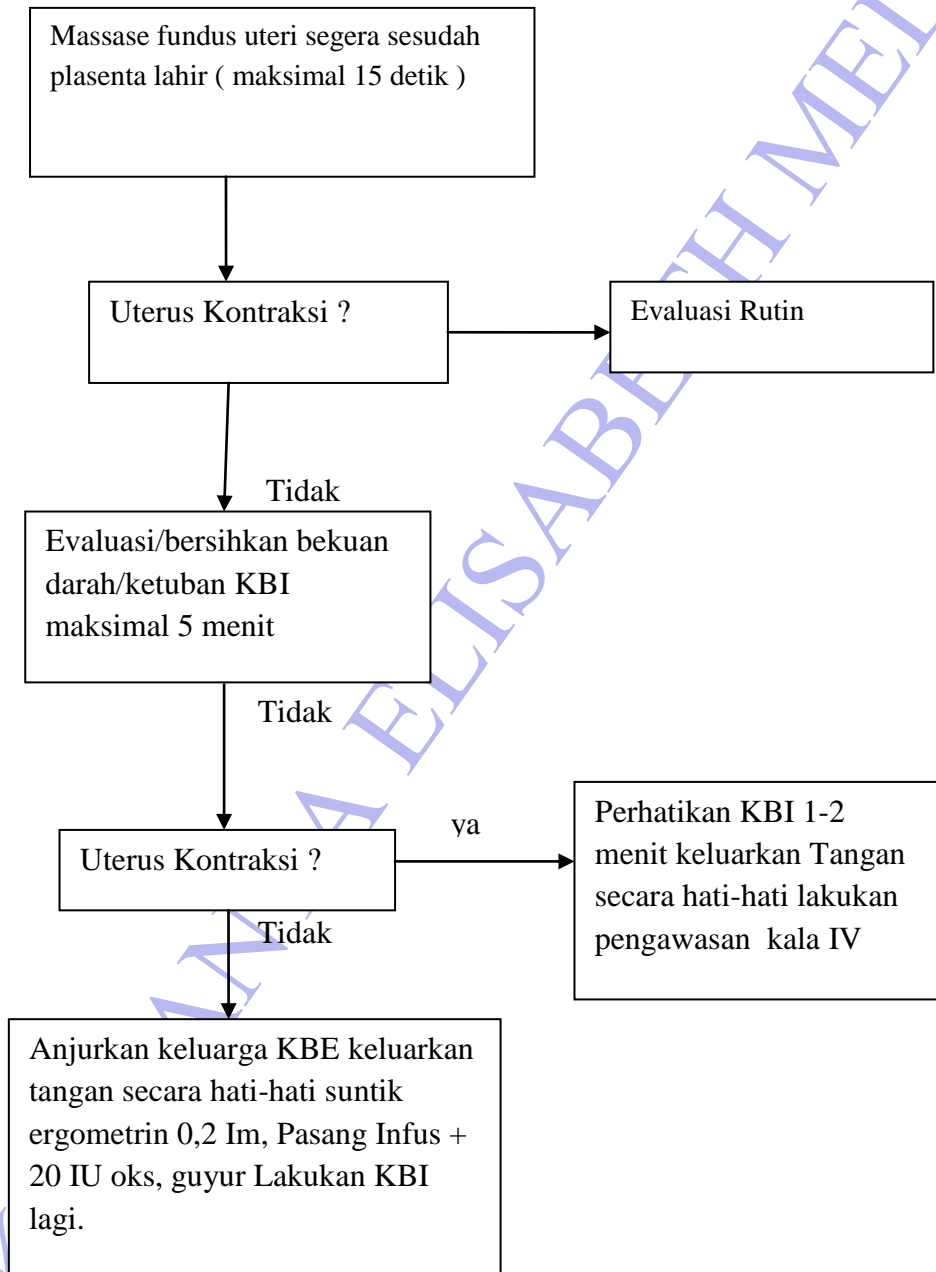 Massase fundus uteri segera sesudah
plasenta lahir ( maksimal 15 detik )
Uterus Kontraksi ?
Evaluasi Rutin
Tidak
Evaluasi/bersihkan bekuan
darah/ketuban KBI
maksimal 5 menit
Tidak
Uterus Kontraksi ?
ya
Perhatikan KBI 1-2
menit keluarkan Tangan
secara hati-hati lakukan
pengawasan kala IV
Tidak
Anjurkan keluarga KBE keluarkan
tangan secara hati-hati suntik
ergometrin 0,2 Im, Pasang Infus +
20 IU oks, guyur Lakukan KBI
lagi.
ELISABETH